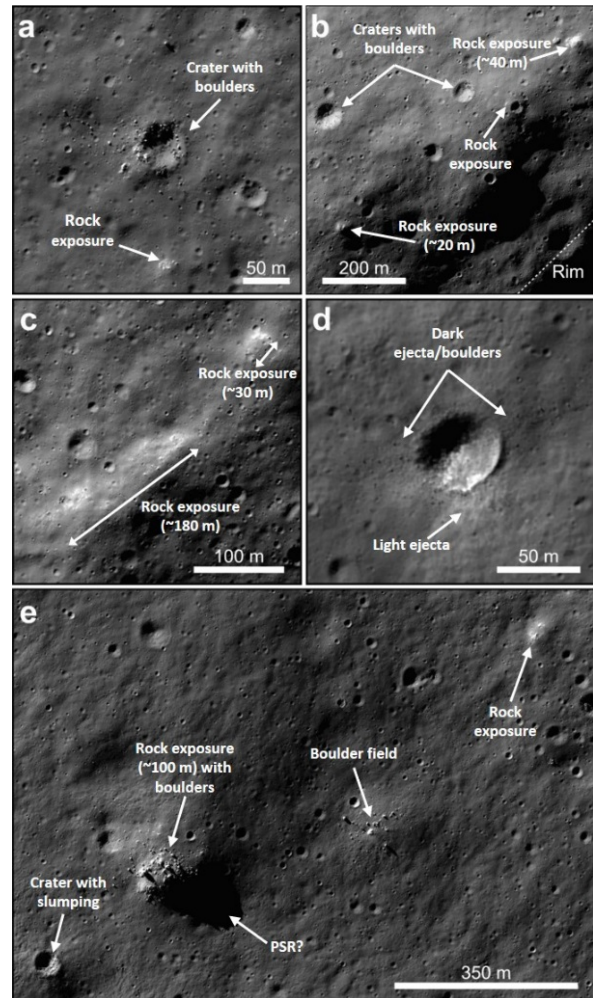 a
Crater with
boulders
Rock
exposure
50 m
b
Craters with
boulders
Rock exposure
(~40 m)
Rock
exposure
Rock exposure
(~20 m)
200 m
Rim
c
Rock exposure
(~30 m)
Rock exposure
(~180 m)
100 m
d
Dark
ejecta/boulders
Light ejecta
50 m
e
Rock
exposure
Rock exposure
(~100 m) with
boulders
Boulder field
Crater with
slumping
PSR?
350 m